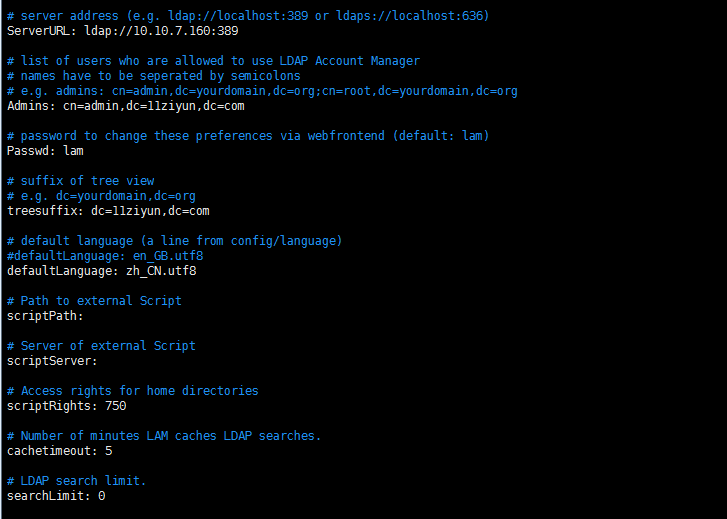 # server address (e.g. ldap://localhost:389 or ldaps://localhost:636)
ServerURL: ldap://10.10.7.160:389
# list of users who are allowed to use LDAP Account Manager
# names have to be seperated by semicolons
# e.g. admins: cn=admin,dc=yourdomain,dc=org;cn=root,dc=yourdomain,dc=org
Admins: cn=admin,dc=11ziyun,dc=com
# password to change these preferences via webfrontend (default: lam)
Passwd: lam
# suffix of tree view
# e.g. dc=yourdomain,dc=org
treesuffix: dc=11ziyun,dc=com
# default language (a line from config/language)
#defaultLanguage: en_GB.utf8
defaultLanguage: zh_CN.utf8
# Path to external Script
scriptPath:
# Server of external Script
scriptServer:
# Access rights for home directories
scriptRights: 750
# Number of minutes LAM caches LDAP searches.
cachetimeout: 5
# LDAP search limit.
searchLimit: 0